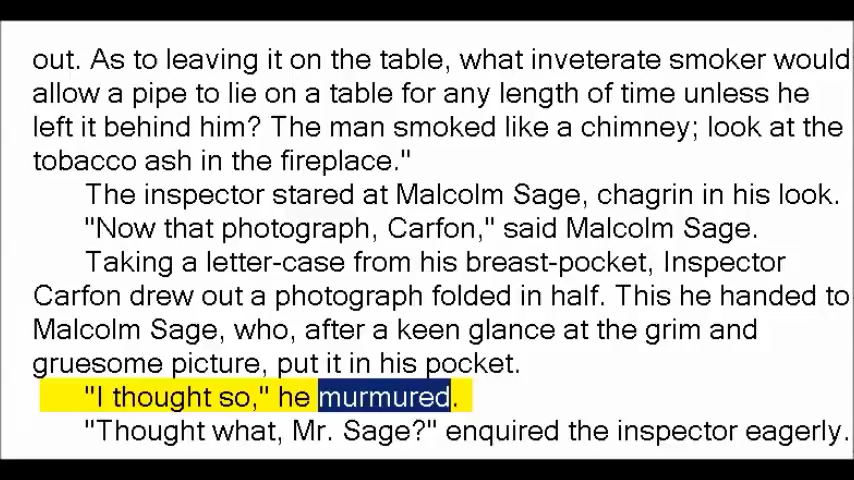 out. As to leaving it on the table, what inveterate smoker would
allow a pipe to lie on a table for any length of time unless he
left it behind him? The man smoked like a chimney; look at the
tobacco ash in the fireplace."
The inspector stared at Malcolm Sage, chagrin in his look.
"Now that photograph, Carfon," said Malcolm Sage.
Taking a letter-case from his breast-pocket, Inspector
Carfon drew out a photograph folded in half. This he handed to
Malcolm Sage, who, after a keen glance at the grim and
gruesome picture, put it in his pocket.
"I thought so," he murmured.
"Thought what, Mr. Sage?" enquired the inspector eagerly.